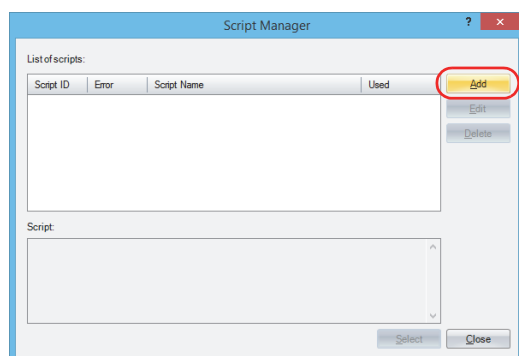 Script Manager
?
×
List of scripts:
Script ID Error Script Name Used
Add
Edit
Delete
Script:
Select
Close